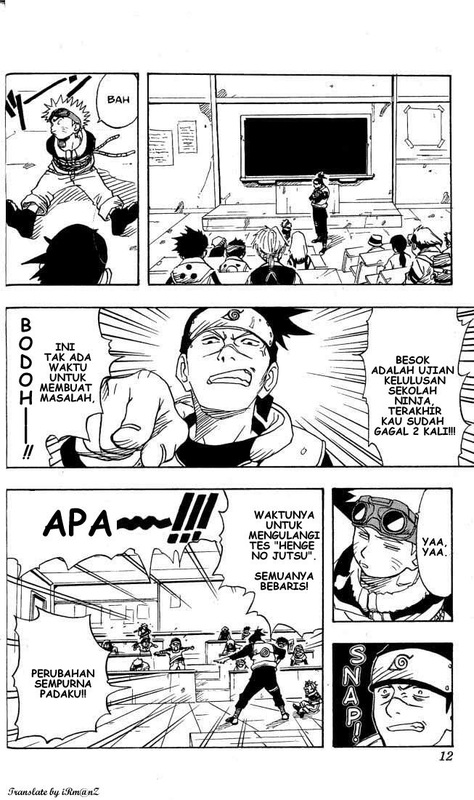 BAH
BESOK
ADALAH UJIAN
KELULUSAN
SEKOLAH
NINJA,
TERAKHIR
KAU SUDAH
GAGAL 2 KALI!!!
INI
TAK ADA
WAKTU
UNTUK
MEMBUAT
MASALAH,
BODOH—!!
YAA,
YAA.
SNAP!
WAKTUNYA
UNTUK
MENGULANGI
TES "HENGE
NO JUTSU".
SEMUANYA
BEBARIS!
APA~~!!!
PERUBAHAN
SEMPURNA
PADAKU!!
12
Translate by iRm@nZ